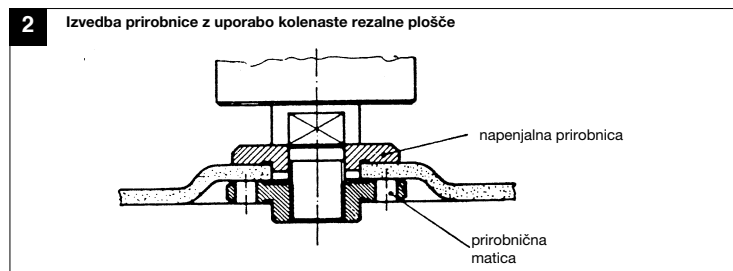 2
Izvedba prirobnice z uporabo kolenaste rezalne plošče
napenjalna prirobnica
prirobnična
matica